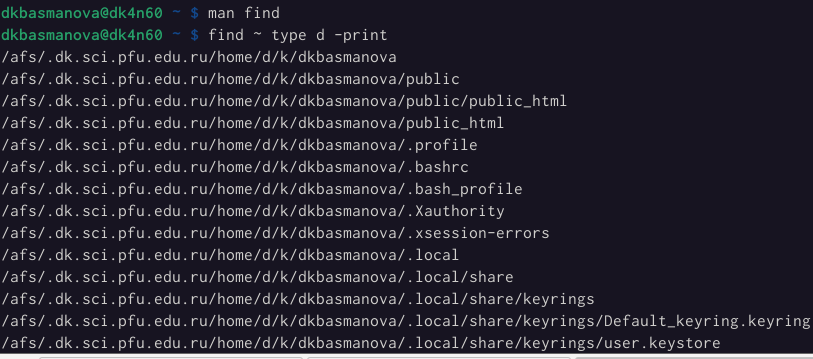 dkbasmanova@dk4n60 ~ $ man find
dkbasmanova@dk4n60 ~ $ find ~ type d -print
/afs/.dk.sci.pfu.edu.ru/home/d/k/dkbasmanova
/afs/.dk.sci.pfu.edu.ru/home/d/k/dkbasmanova/public
/afs/.dk.sci.pfu.edu.ru/home/d/k/dkbasmanova/public/public_html
/afs/.dk.sci.pfu.edu.ru/home/d/k/dkbasmanova/public_html
/afs/.dk.sci.pfu.edu.ru/home/d/k/dkbasmanova/.profile
/afs/.dk.sci.pfu.edu.ru/home/d/k/dkbasmanova/.bashrc
/afs/.dk.sci.pfu.edu.ru/home/d/k/dkbasmanova/.bash_profile
/afs/.dk.sci.pfu.edu.ru/home/d/k/dkbasmanova/.Xauthority
/afs/.dk.sci.pfu.edu.ru/home/d/k/dkbasmanova/.xsession-errors
/afs/.dk.sci.pfu.edu.ru/home/d/k/dkbasmanova/.local
/afs/.dk.sci.pfu.edu.ru/home/d/k/dkbasmanova/.local/share
/afs/.dk.sci.pfu.edu.ru/home/d/k/dkbasmanova/.local/share/keyrings
/afs/.dk.sci.pfu.edu.ru/home/d/k/dkbasmanova/.local/share/keyrings/Default_keyring.keyring
/afs/.dk.sci.pfu.edu.ru/home/d/k/dkbasmanova/.local/share/keyrings/user.keystore